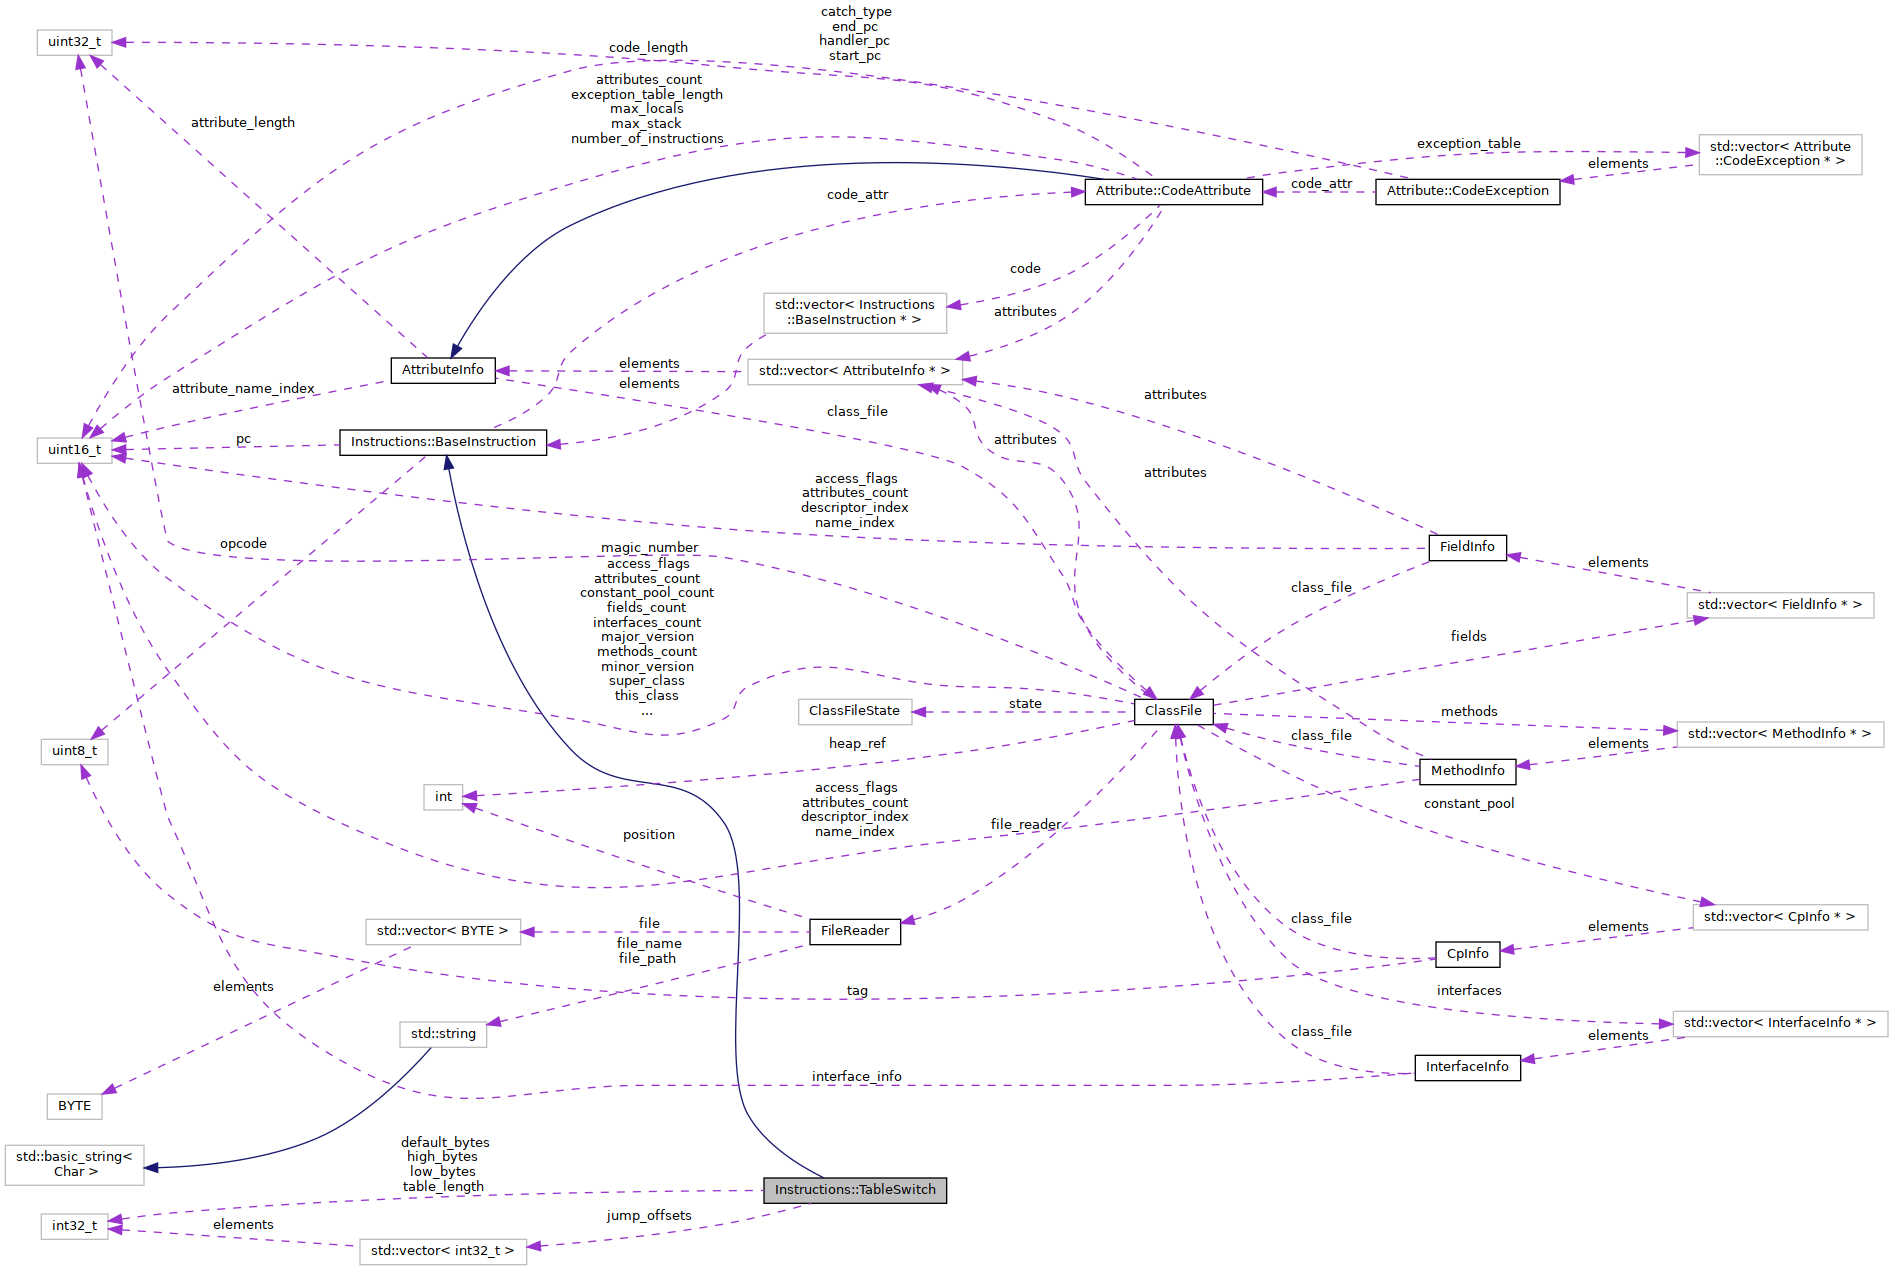 catch_type
end_pc
handler_pc
start_pc
uint32_t
code_length
attributes_count
exception_table_length
max_locals
max_stack
number_of_instructions
attribute_length
exception_table
std::vector< Attribute
::CodeException * >
elements
Attribute::CodeAttribute
code_attr
Attribute::CodeException
code_attr
code
std::vector< Instructions
::BaseInstruction * >
attributes
AttributeInfo
elements
std::vector< AttributeInfo * >
elements
attribute_name_index
class_file
attributes
uint16_t
pc
Instructions::BaseInstruction
attributes
attributes
access_flags
attributes_count
descriptor_index
name_index
opcode
FieldInfo
elements
class_file
std::vector< FieldInfo * >
magic_number
access_flags
attributes_count
constant_pool_count
fields_count
interfaces_count
major_version
methods_count
minor_version
super_class
this_class
...
fields
ClassFileState
state
ClassFile
methods
std::vector< MethodInfo * >
class_file
elements
uint8_t
heap_ref
MethodInfo
int
access_flags
attributes_count
descriptor_index
name_index
constant_pool
file_reader
position
std::vector< BYTE >
file
FileReader
class_file
std::vector< CpInfo * >
elements
file_name
file_path
CpInfo
elements
tag
interfaces
std::string
class_file
std::vector< InterfaceInfo * >
elements
InterfaceInfo
interface_info
BYTE
std::basic_string<
Char >
default_bytes
high_bytes
low_bytes
table_length
Instructions::TableSwitch
int32_t
elements
jump_offsets
std::vector< int32_t >